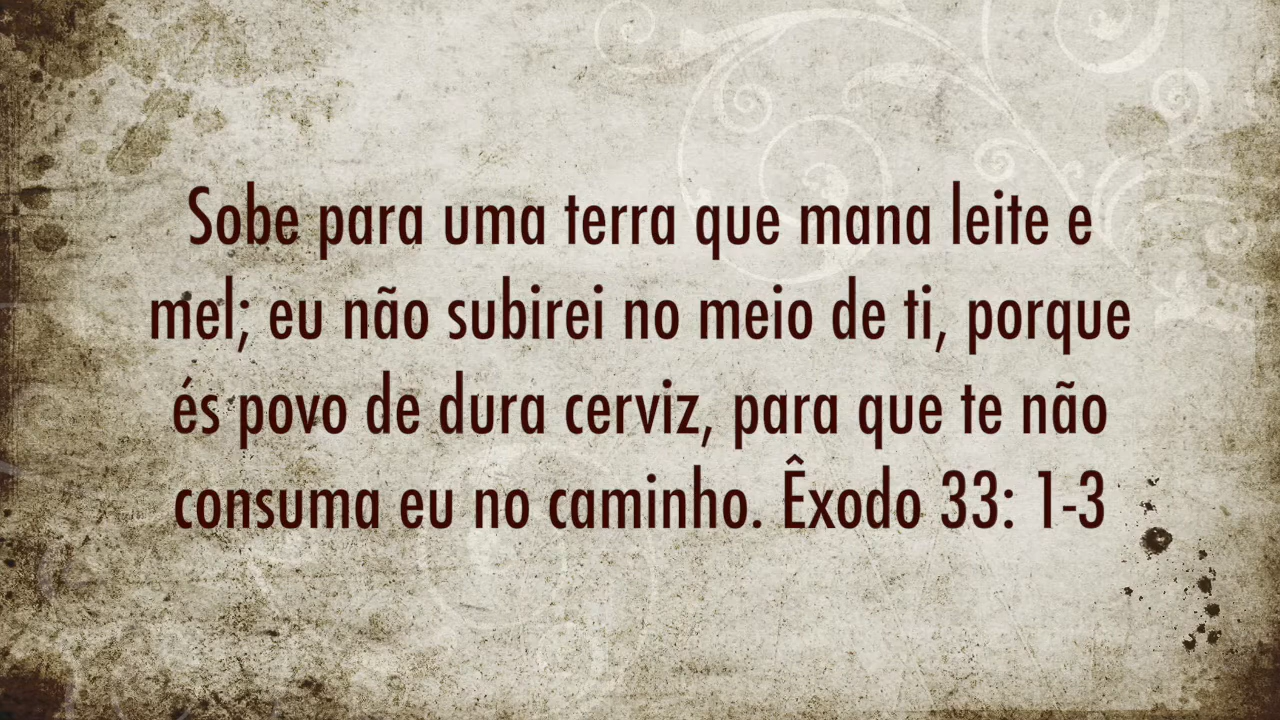 Sobe para uma terra que mana leite e
mel; eu não subirei no meio de ti, porque
és povo de dura cerviz, para que te não
consuma eu no caminho. Êxodo 33: 1-3